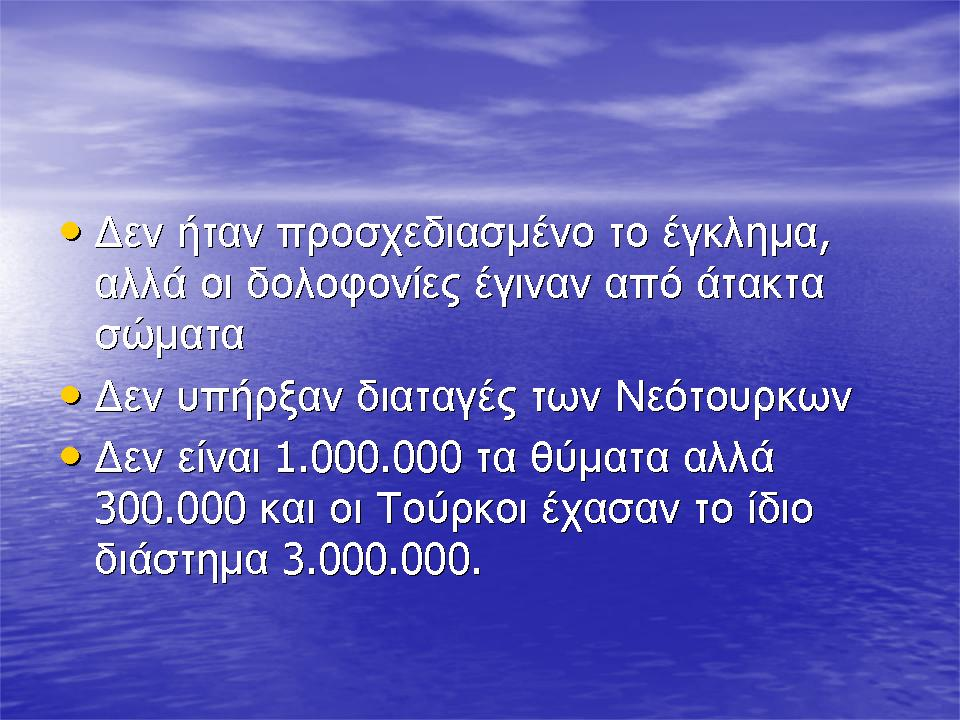 • Δεν ήταν προσχεδιασμένο το έγκλημα,
αλλά οι δολοφονίες έγιναν από άτακτα
σώματα
• Δεν υπήρξαν διαταγές των Νεότουρκων
• Δεν είναι 1.000.000 τα θύματα αλλά
300.000 και οι Τούρκοι έχασαν το ίδιο
διάστημα 3.000.000.